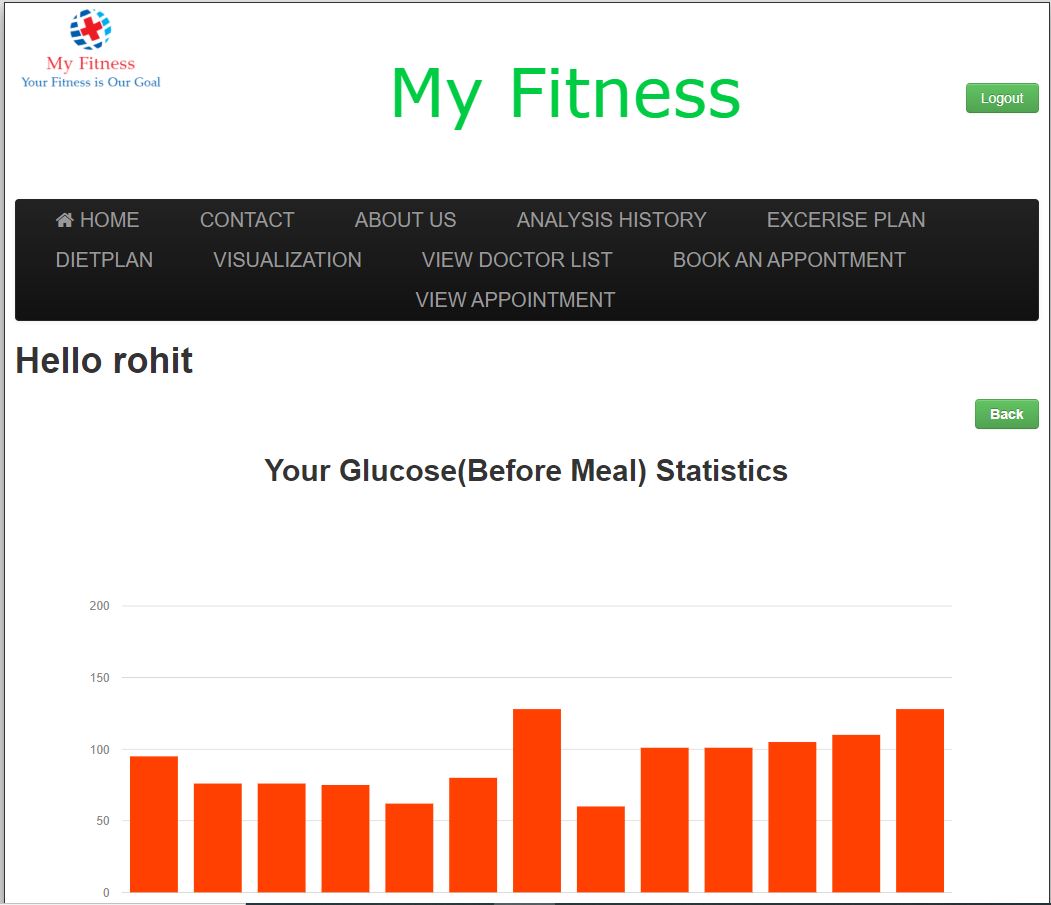 My Fitness
Your Fitness is Our Goal
My Fitness
Logout
HOME CONTACT ABOUT US ANALYSIS HISTORY EXCERISE PLAN
DIETPLAN VISUALIZATION VIEW DOCTOR LIST BOOK AN APPONTMENT
VIEW APPOINTMENT
Hello rohit
Back
Your Glucose(Before Meal) Statistics
200
150
100
50
0